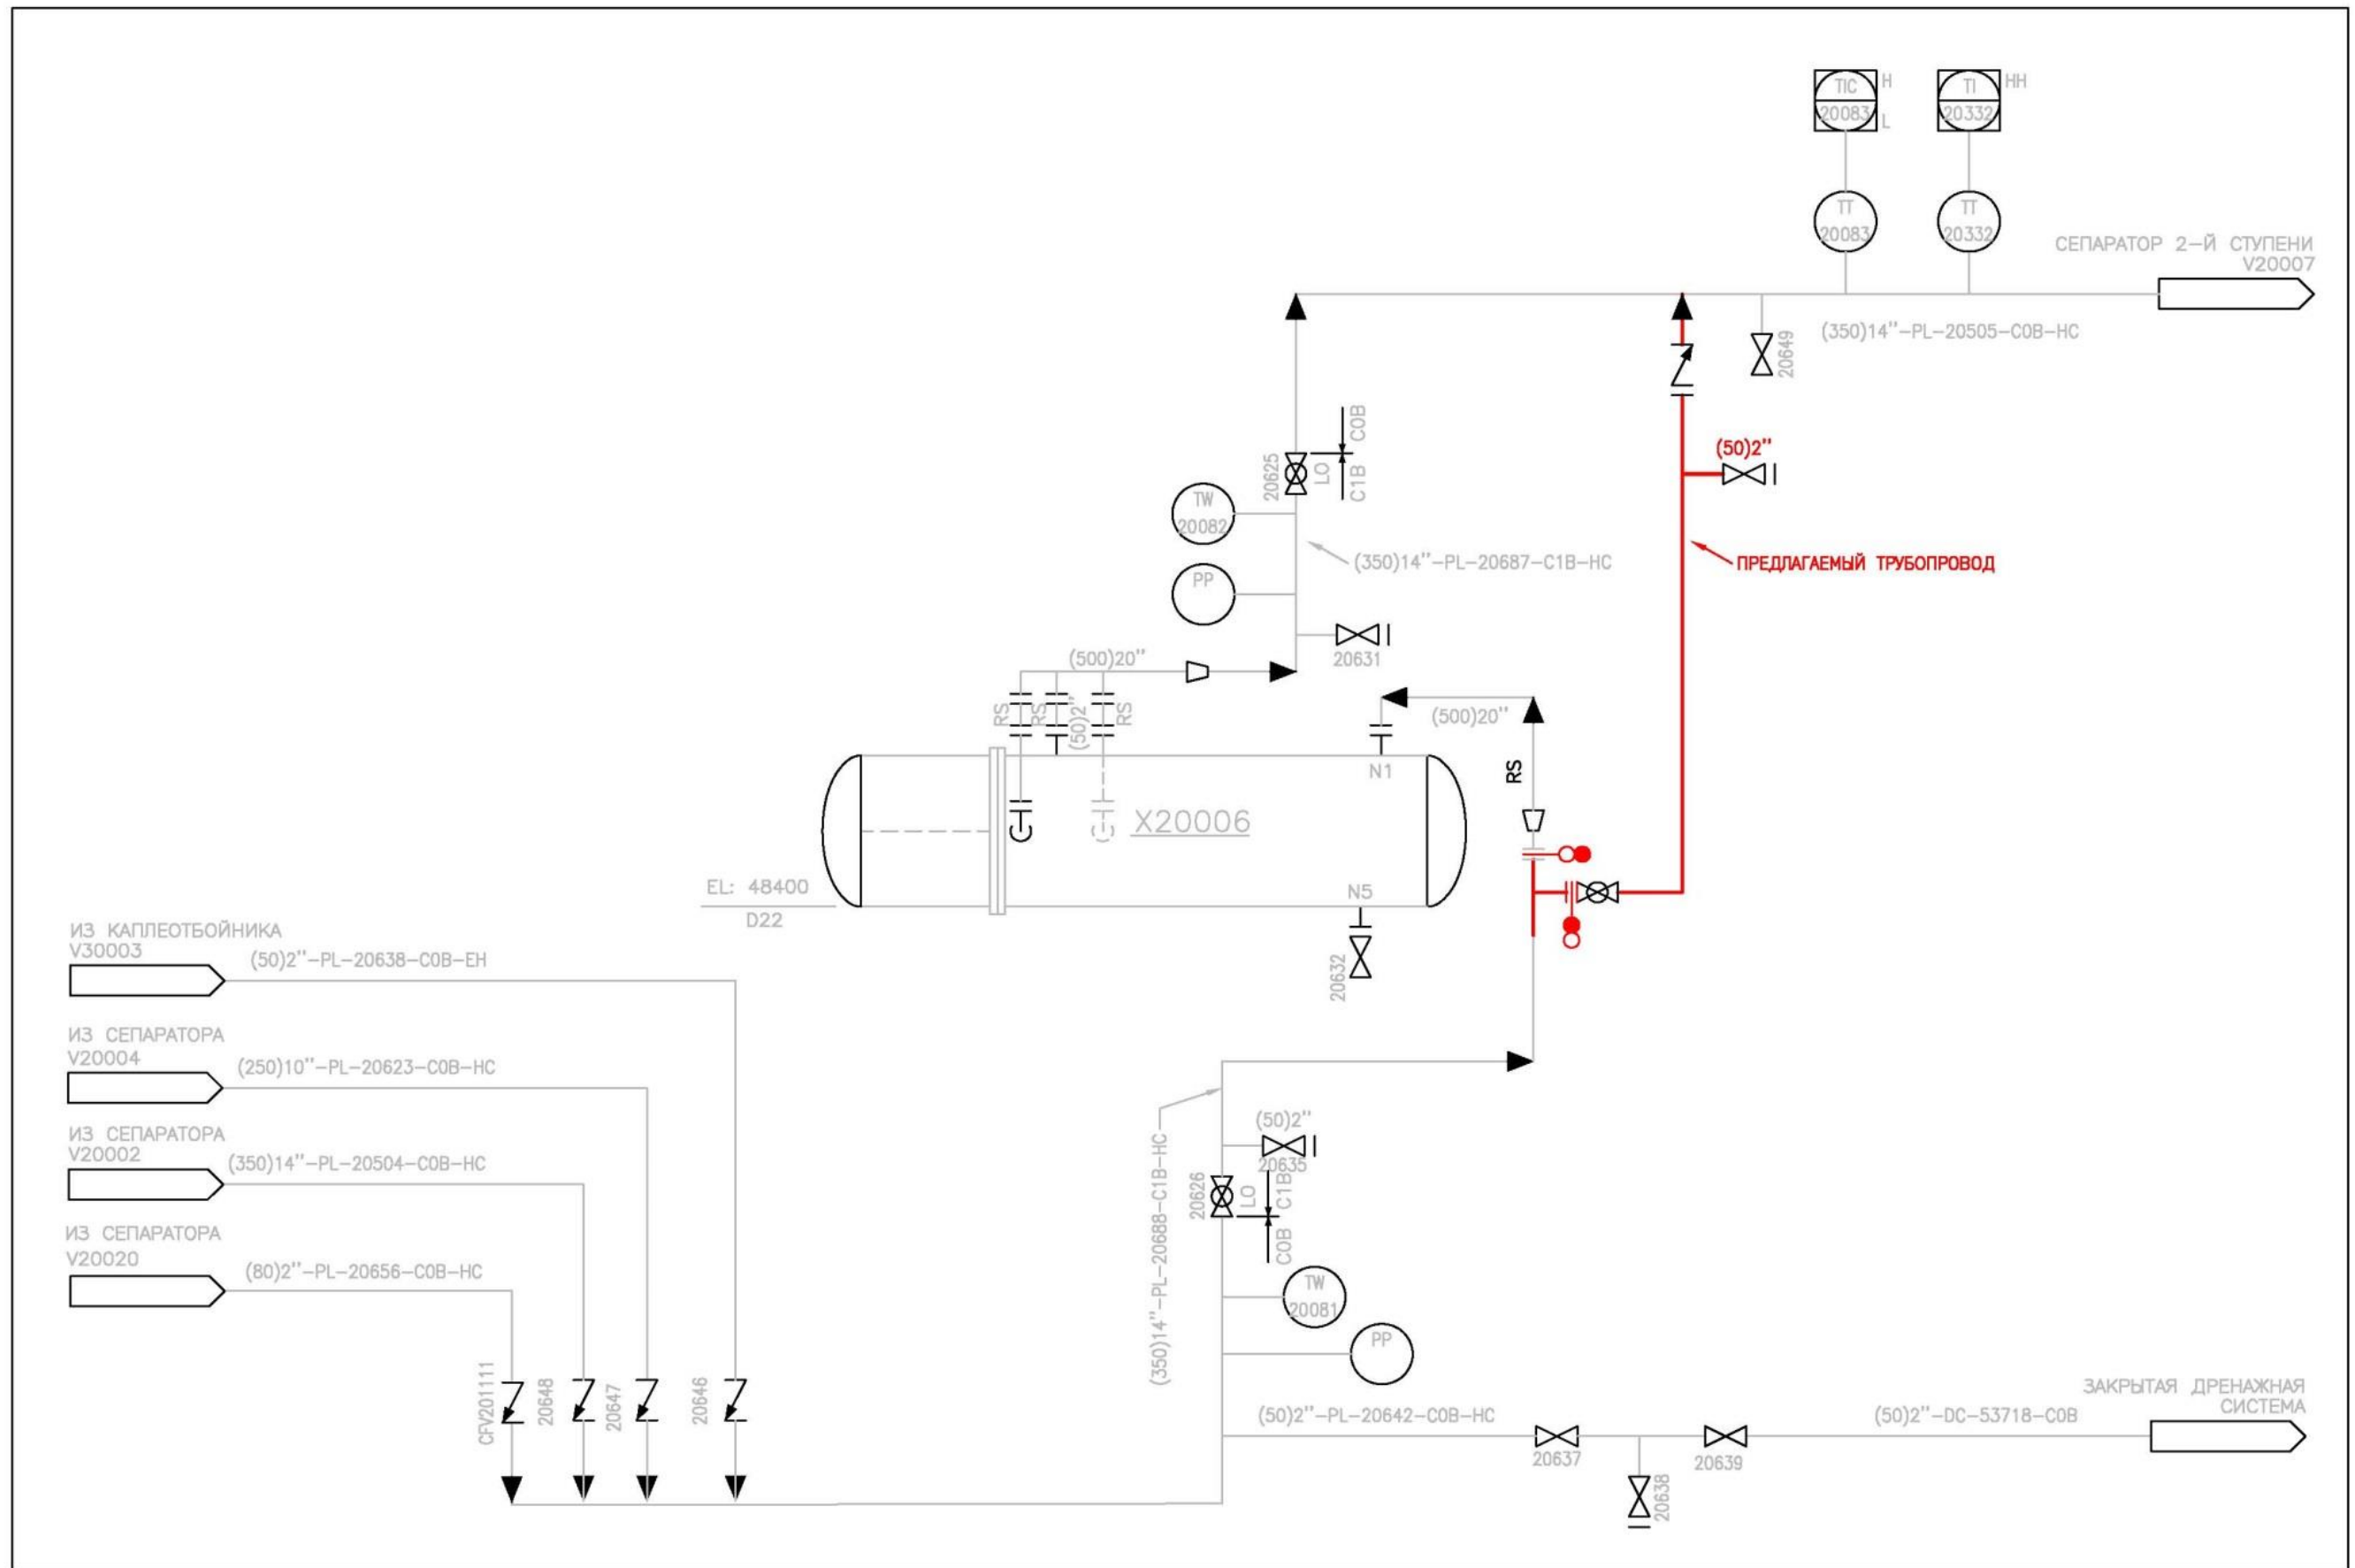 TIC
20083
H
L
TI
20332
HH
TT
20083
TT
20332
СЕПАРАТОР 2-Й СТУПЕНИ
V20007
(350)14"-PL-20505-C0B-HC
20649
C0B
C1B
LO
20625
(50)2"
TW
20082
(350)14"-PL-20687-C1B-HC
ПРЕДЛАГАЕМЫЙ ТРУБОПРОВОД
PP
20631
(500)20"
RS
RS
(50)2"
RS
(500)20"
N1
RS
X20006
EL: 48400
D22
N5
20632
ИЗ КАПЛЕОТБОЙНИКА
V30003
(50)2"-PL-20638-C0B-EH
ИЗ СЕПАРАТОРА
V20004
(250)10"-PL-20623-C0B-HC
ИЗ СЕПАРАТОРА
V20002
(350)14"-PL-20504-C0B-HC
ИЗ СЕПАРАТОРА
V20020
(80)2"-PL-20656-C0B-HC
(350)14"-PL-20688-C1B-HC
(50)2"
20635
20626
LO
C1B
C0B
TW
20081
PP
CFV201111
20648
20647
20646
(50)2"-PL-20642-C0B-HC
20637
20638
20639
(50)2"-DC-53718-C0B
ЗАКРЫТАЯ ДРЕНАЖНАЯ
СИСТЕМА